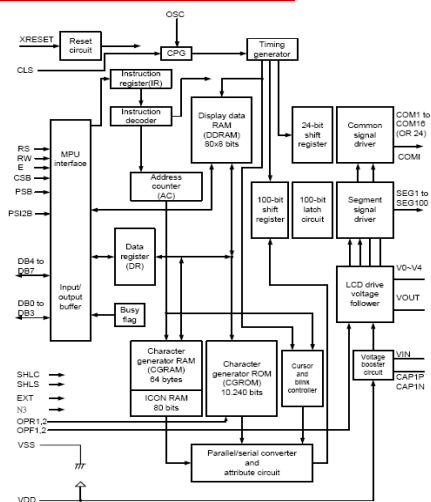 OSC
XRESET
Reset
circuit
CPG
Timing
generator
CLS
Instruction
register(IR)
Instruction
decoder
Display data
RAM
(DDRAM)
80x8 bits
24-bit
shift
register
Common
signal
driver
COM1 to
COM16
(OR 24)
COMI
RS
RW
E
CSB
PSB
PSI2B
MPU
interface
Address
counter
(AC)
100-bit
shift
register
100-bit
latch
circuit
Segment
signal
driver
SEG1 to
SEG100
DB4 to
DB7
DB0 to
DB3
Input/
output
buffer
Data
register
(DR)
Busy
flag
LCD drive
voltage
follower
V0~V4
VOUT
Character
generator RAM
(CGRAM)
64 bytes
ICON RAM
80 bits
Character
generator ROM
(CGROM)
10.240 bits
Cursor
and
blink
controller
Voltage
booster
circuit
VIN
CAP1P
CAP1N
SHLC
SHLS
EXT
N3
OPR1,2
OPF1,2
VSS
Parallel/serial converter
and
attribute circuit
VDD